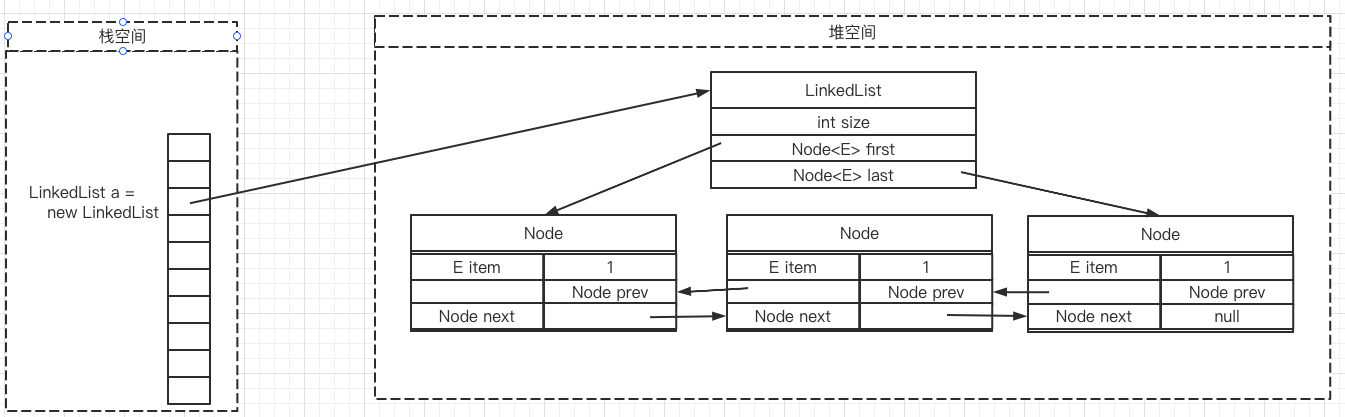 栈空间
堆空间
LinkedList a =
new LinkedList
LinkedList
int size
Node<E> first
Node<E> last
Node
E item 1
Node prev
Node next
Node
E item 1
Node prev
Node next
Node
E item 1
Node prev
Node next null